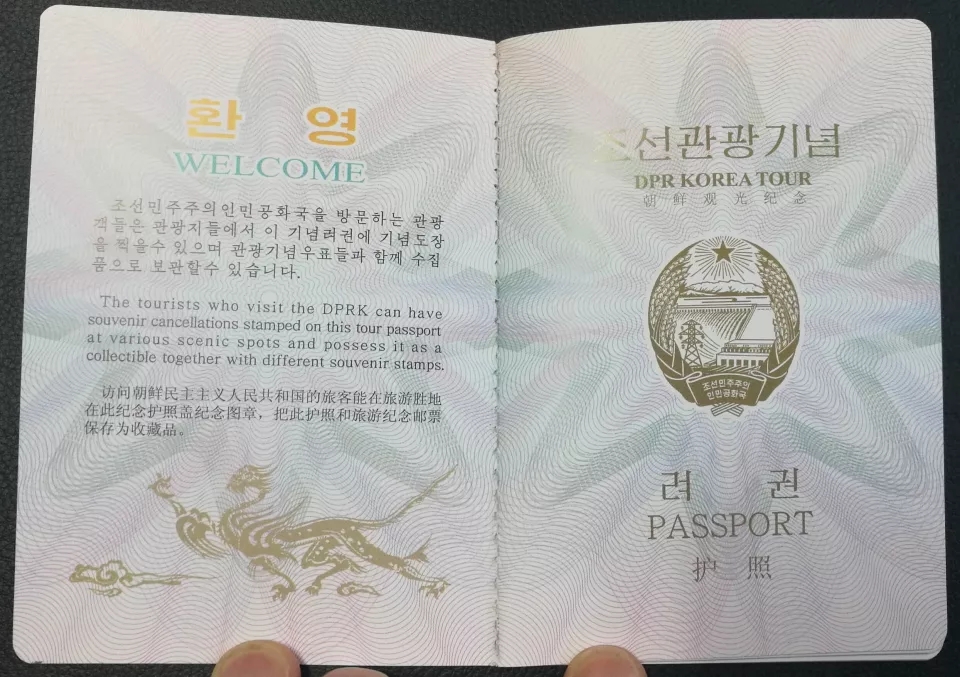 환 영
WELCOME
조선민주주의인민공화국을 방문하는 관광
객들은 관광지들에서 이 기념려권에 기념도장
을 찍을수 있으며 관광기념우표들과 함께 수집
품으로 보관할수 있습니다.
The tourists who visit the DPRK can have
souvenir cancellations stamped on this tour passport
at various scenic spots and possess it as a
collectible together with different souvenir stamps.
访问朝鲜民主主义人民共和国的旅客能在旅游胜地
在此纪念护照盖纪念图章，把此护照和旅游纪念邮票
保存为收藏品。
조선관광기념
DPR KOREA TOUR
朝鲜观光纪念
조선민주주의
인민공화국
려 권
PASSPORT
护 照